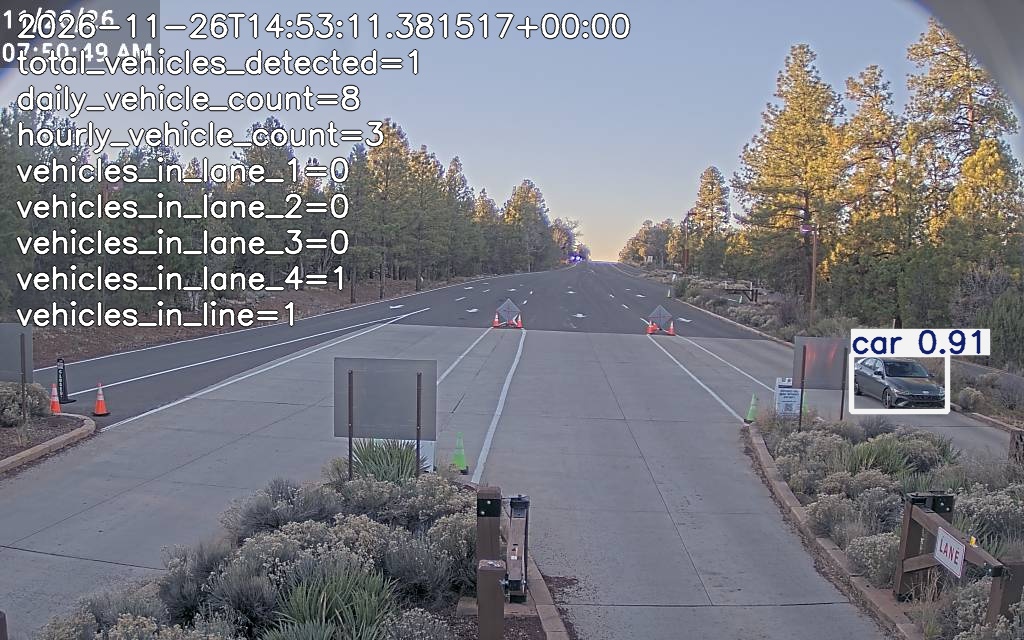 2026-11-26T14:53:11.381517+00:00
07:50:49 AM
total_vehicles_detected=1
daily_vehicle_count=8
hourly_vehicle_count=3
vehicles_in_lane_1=0
vehicles_in_lane_2=0
vehicles_in_lane_3=0
vehicles_in_lane_4=1
vehicles_in_line=1
car 0.91
LANE